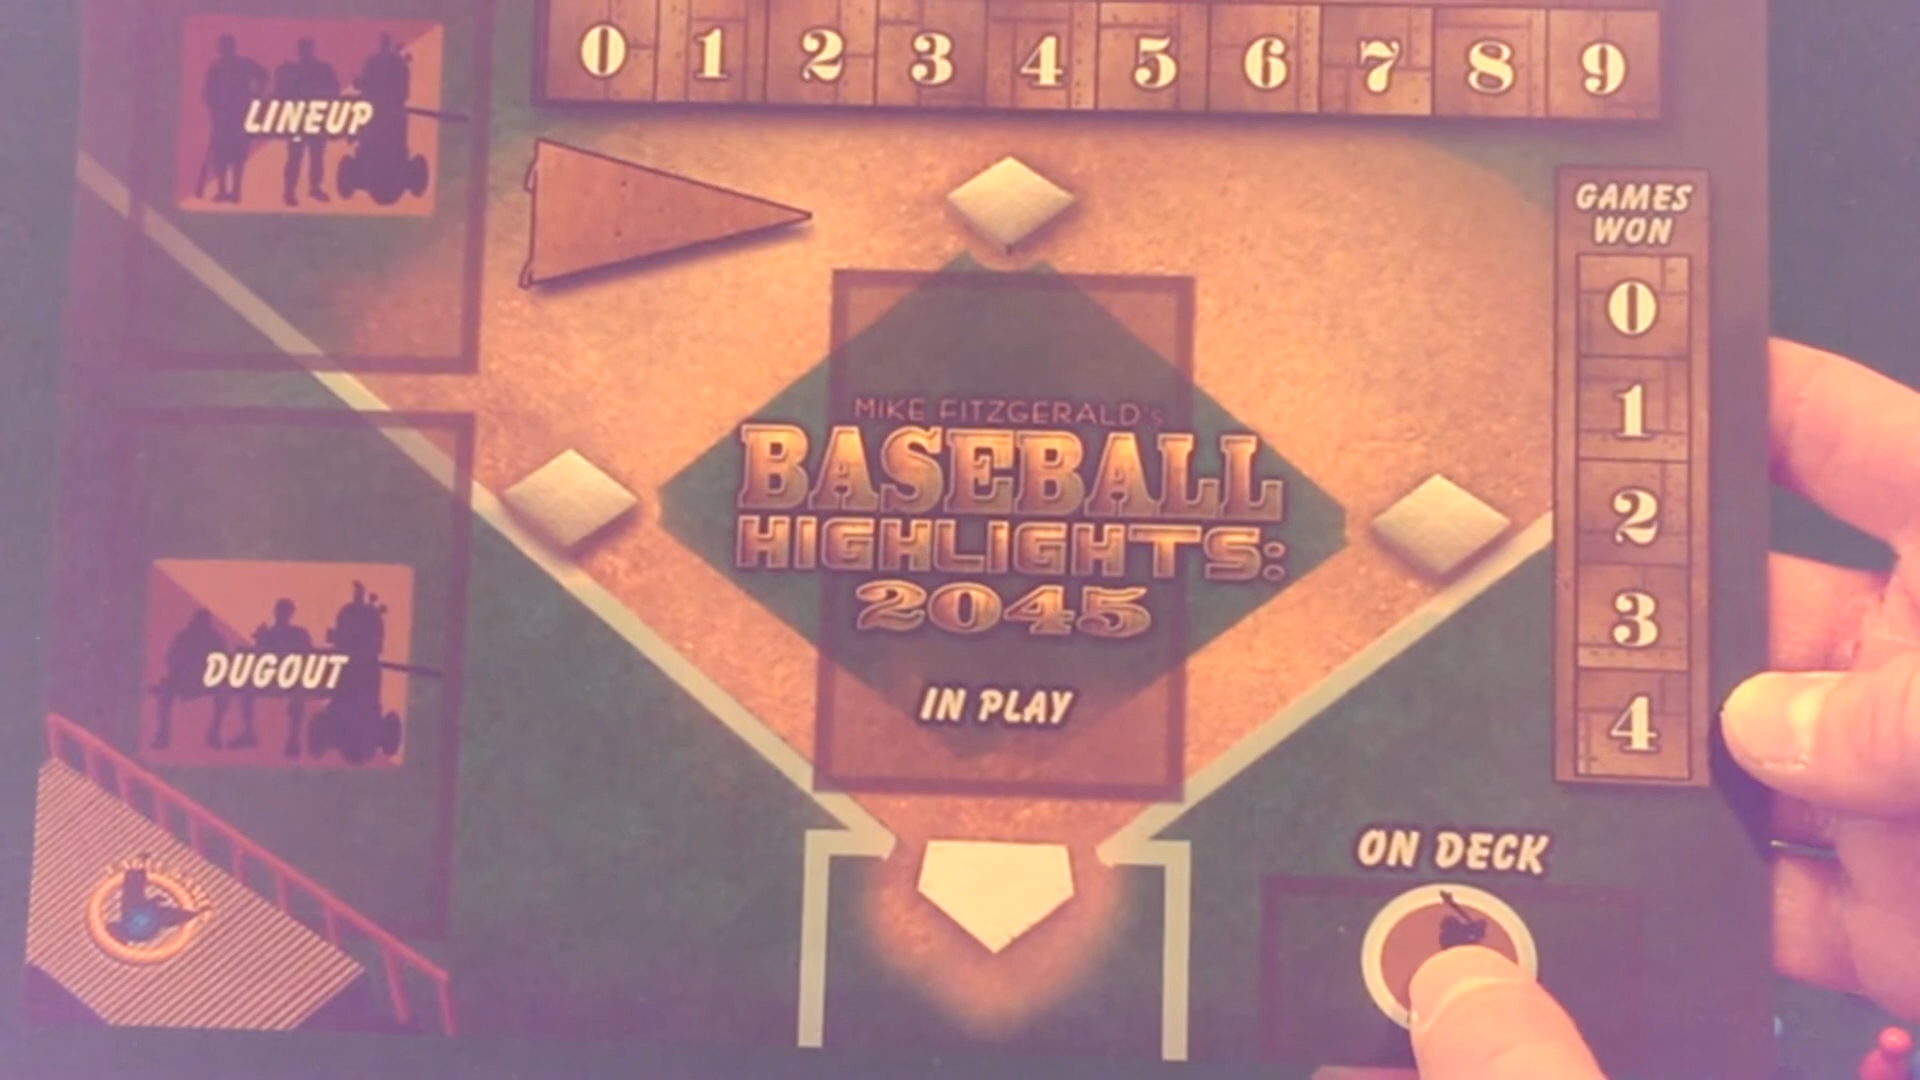 0 1 2 3 4 5 6 7 8 9
LINEUP
GAMES
WON
0
1
2
3
4
MIKE FITZGERALD'S
BASEBALL
HIGHLIGHTS:
2045
IN PLAY
DUGOUT
ON DECK